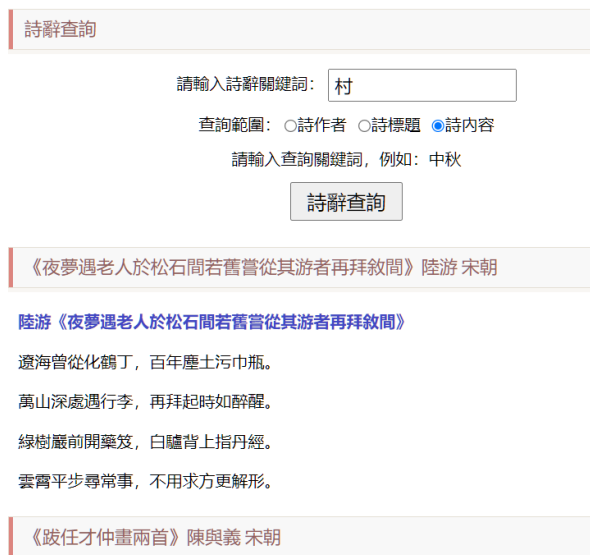 詩辭查詢
請輸入詩辭關鍵詞： 村
查詢範圍： 詩作者 詩標題 詩内容
請輸入查詢關鍵詞，例如：中秋
詩辭查詢
《夜夢遇老人於松石間若舊嘗從其游者再拜敘間》陸游 宋朝
陸游《夜夢遇老人於松石間若舊嘗從其游者再拜敘間》
遼海曾從化鶴丁，百年塵土污巾瓶。
萬山深處遇行李，再拜起時如醉醒。
綠樹巖前開藥笈，白驢背上指丹經。
雲霄平步尋常事，不用求方更解形。
《跋任才仲畫兩首》陳與義 宋朝